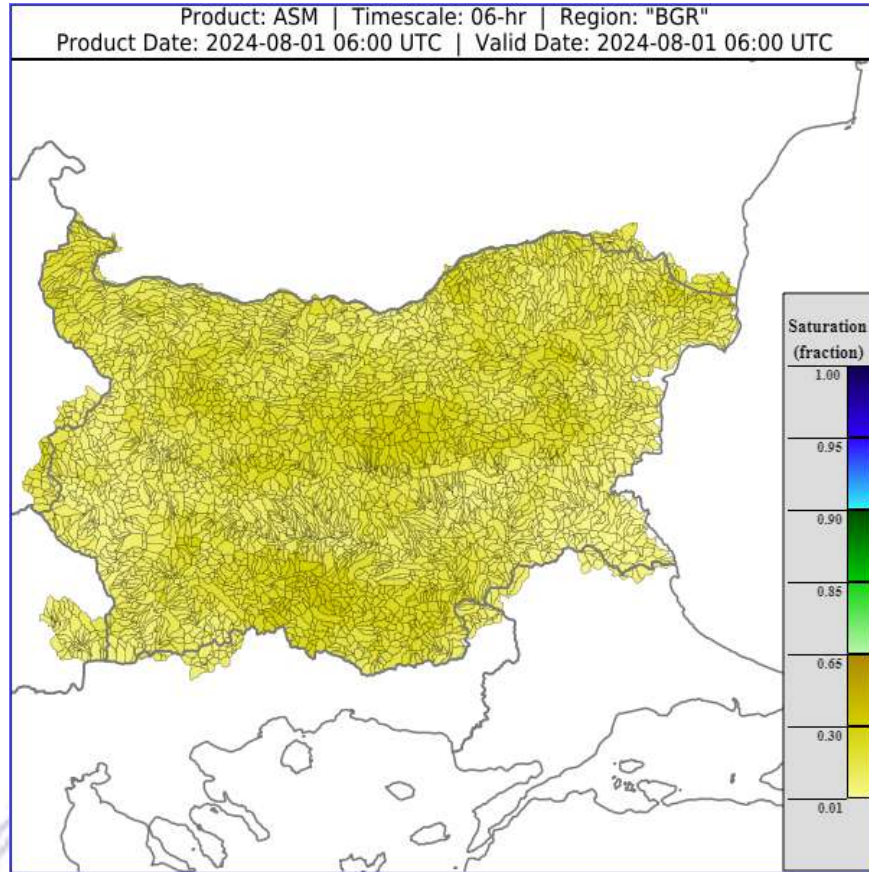 Product: ASM | Timescale: 06-hr | Region: "BGR"
Product Date: 2024-08-01 06:00 UTC | Valid Date: 2024-08-01 06:00 UTC
Saturation
(fraction)
1.00
0.95
0.90
0.85
0.65
0.30
0.01